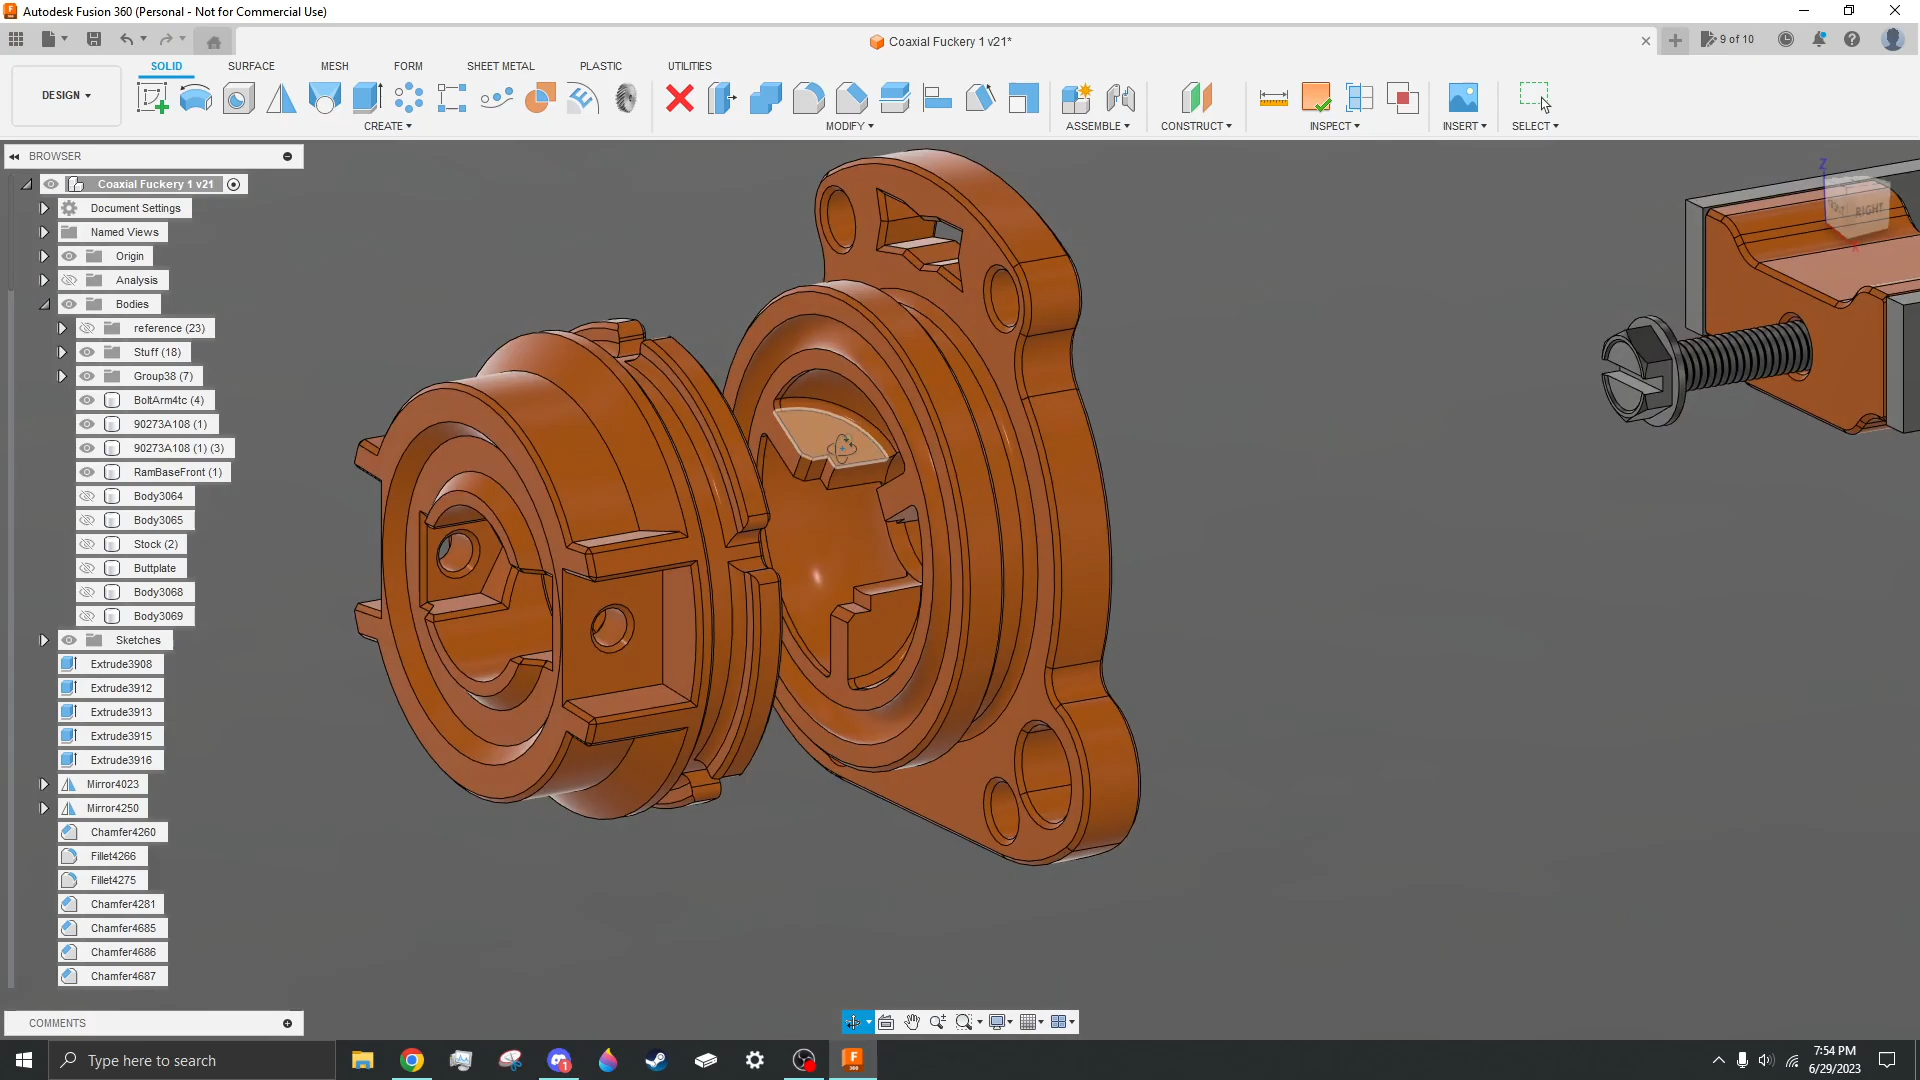 Autodesk Fusion 360 (Personal - Not for Commercial Use)
Coaxial Fuckery 1 v21*
9 of 10
DESIGN
SOLID
SURFACE
MESH
FORM
SHEET METAL
PLASTIC
UTILITIES
CREATE
MODIFY
ASSEMBLE
CONSTRUCT
INSPECT
INSERT
SELECT
BROWSER
Coaxial Fuckery 1 v21
Document Settings
Named Views
Origin
Analysis
Bodies
reference (23)
Stuff (18)
Group38 (7)
BoltArm4tc (4)
90273A108 (1)
90273A108 (1) (3)
RamBaseFront (1)
Body3064
Body3065
Stock (2)
Buttplate
Body3068
Body3069
Sketches
Extrude3908
Extrude3912
Extrude3913
Extrude3915
Extrude3916
Mirror4023
Mirror4250
Chamfer4260
Fillet4266
Fillet4275
Chamfer4281
Chamfer4685
Chamfer4686
Chamfer4687
Z
RIGHT
COMMENTS
Type here to search
7:54 PM
6/29/2023